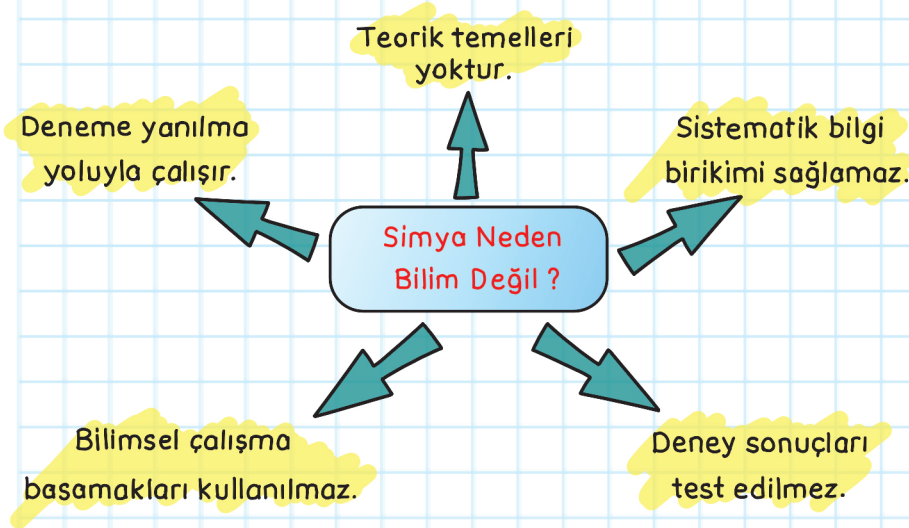 Teorik temelleri
yoktur.
Deneme yanılma
yoluyla çalışır.
Sistematik bilgi
birikimi sağlamaz.
Simya Neden
Bilim Değil ?
Bilimsel çalışma
basamakları kullanılmaz.
Deney sonuçları
test edilmez.